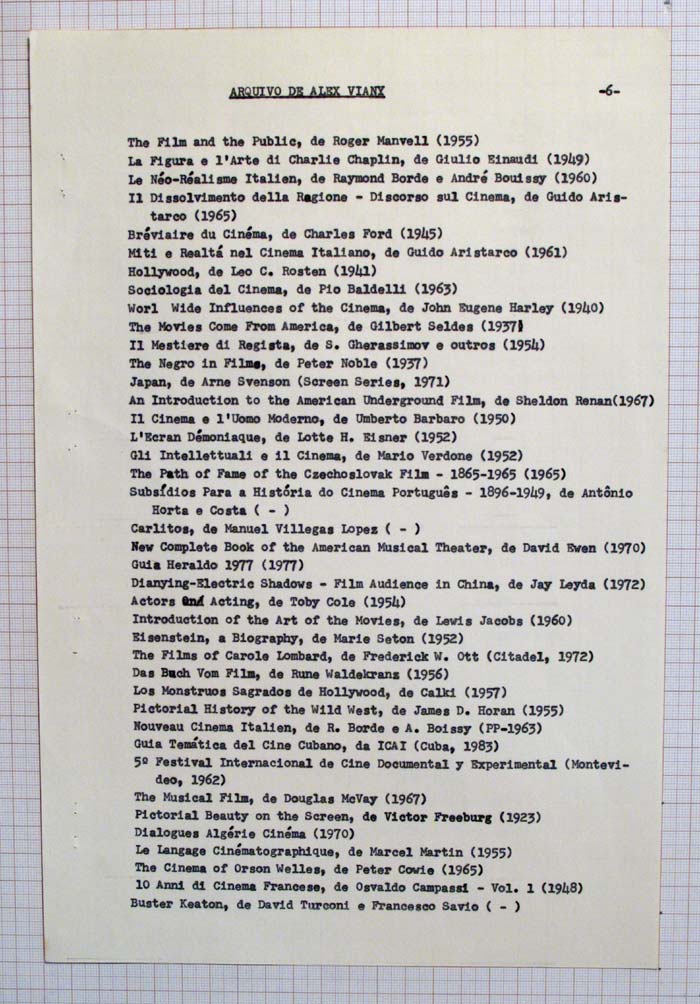 ARQUIVO DE ALEX VIANY -6-
The Film and the Public, de Roger Manvell (1955)
La Figura e l'Arte di Charlie Chaplin, de Giulio Einaudi (1949)
Le Néo-Réalisme Italien, de Raymond Borde e André Bouissy (1960)
Il Dissolvimento della Ragione - Discorso sul Cinema, de Guido Aris-
tarco (1965)
Bréviaire du Cinéma, de Charles Ford (1945)
Miti e Realtá nel Cinema Italiano, de Guido Aristarco (1961)
Hollywood, de Leo C. Rosten (1941)
Sociologia del Cinema, de Pio Baldelli (1963)
Worl Wide Influences of the Cinema, de John Eugene Harley (1940)
The Movies Come From America, de Gilbert Seldes (1937)
Il Mestiere di Regista, de S. Gherassimov e outros (1954)
The Negro in Films, de Peter Noble (1937)
Japan, de Arne Svenson (Screen Series, 1971)
An Introduction to the American Underground Film, de Sheldon Renan(1967)
Il Cinema e l'Uomo Moderno, de Umberto Barbaro (1950)
L'Ecran Démoniaque, de Lotte H. Eisner (1952)
Gli Intellettuali e il Cinema, de Mario Verdone (1952)
The Path of Fame of the Czechoslovak Film - 1865-1965 (1965)
Subsídios Para a História do Cinema Português - 1896-1949, de Antônio
Horta e Costa ( - )
Carlitos, de Manuel Villegas Lopez ( - )
New Complete Book of the American Musical Theater, de David Ewen (1970)
Guia Heraldo 1977 (1977)
Dianying-Electric Shadows - Film Audience in China, de Jay Leyda (1972)
Actors and Acting, de Toby Cole (1954)
Introduction of the Art of the Movies, de Lewis Jacobs (1960)
Eisenstein, a Biography, de Marie Seton (1952)
The Films of Carole Lombard, de Frederick W. Ott (Citadel, 1972)
Das Buch Vom Film, de Rune Waldekranz (1956)
Los Monstruos Sagrados de Hollywood, de Calki (1957)
Pictorial History of the Wild West, de James D. Horan (1955)
Nouveau Cinema Italien, de R. Borde e A. Boissy (PP-1963)
Guia Temática del Cine Cubano, da ICAI (Cuba, 1983)
5º Festival Internacional de Cine Documental y Experimental (Montevi-
deo, 1962)
The Musical Film, de Douglas McVay (1967)
Pictorial Beauty on the Screen, de Victor Freeburg (1923)
Dialogues Algérie Cinéma (1970)
Le Langage Cinématographique, de Marcel Martin (1955)
The Cinema of Orson Welles, de Peter Cowie (1965)
10 Anni di Cinema Francese, de Osvaldo Campassi - Vol. 1 (1948)
Buster Keaton, de David Turconi e Francesco Savio ( - )